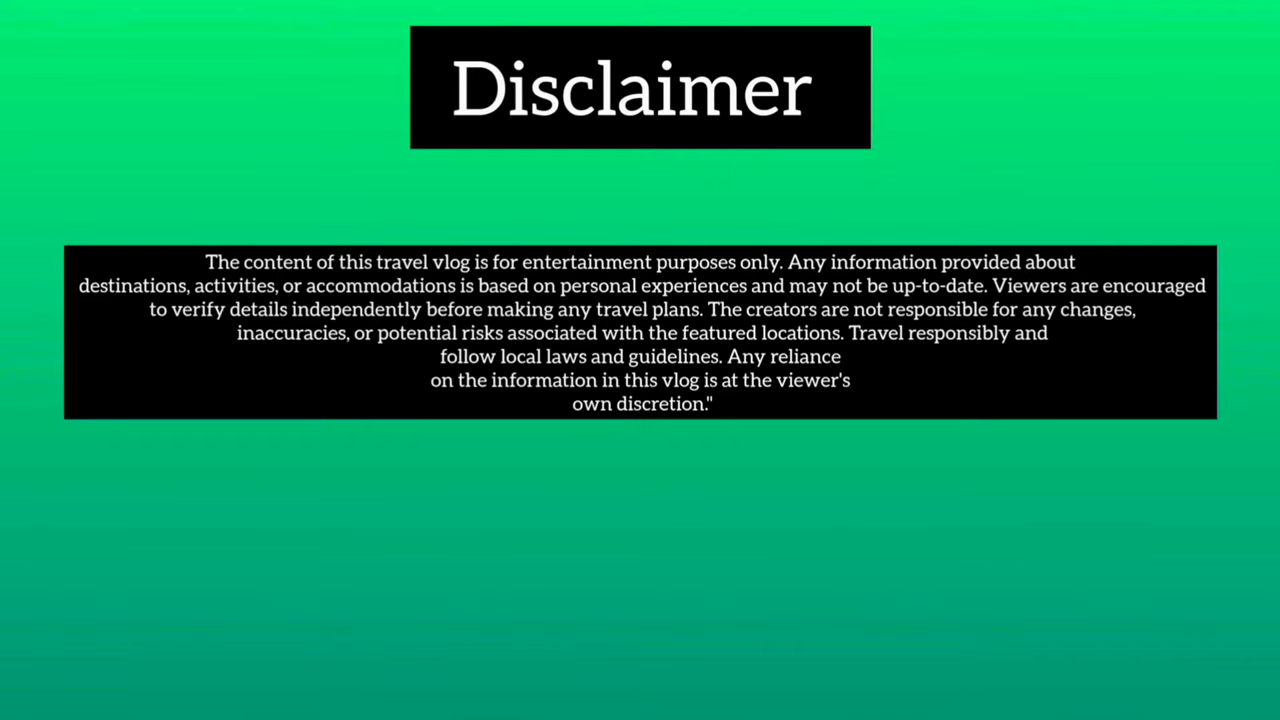 Disclaimer
The content of this travel vlog is for entertainment purposes only. Any information provided about
destinations, activities, or accommodations is based on personal experiences and may not be up-to-date. Viewers are encouraged
to verify details independently before making any travel plans. The creators are not responsible for any changes,
inaccuracies, or potential risks associated with the featured locations. Travel responsibly and
follow local laws and guidelines. Any reliance
on the information in this vlog is at the viewer's
own discretion."